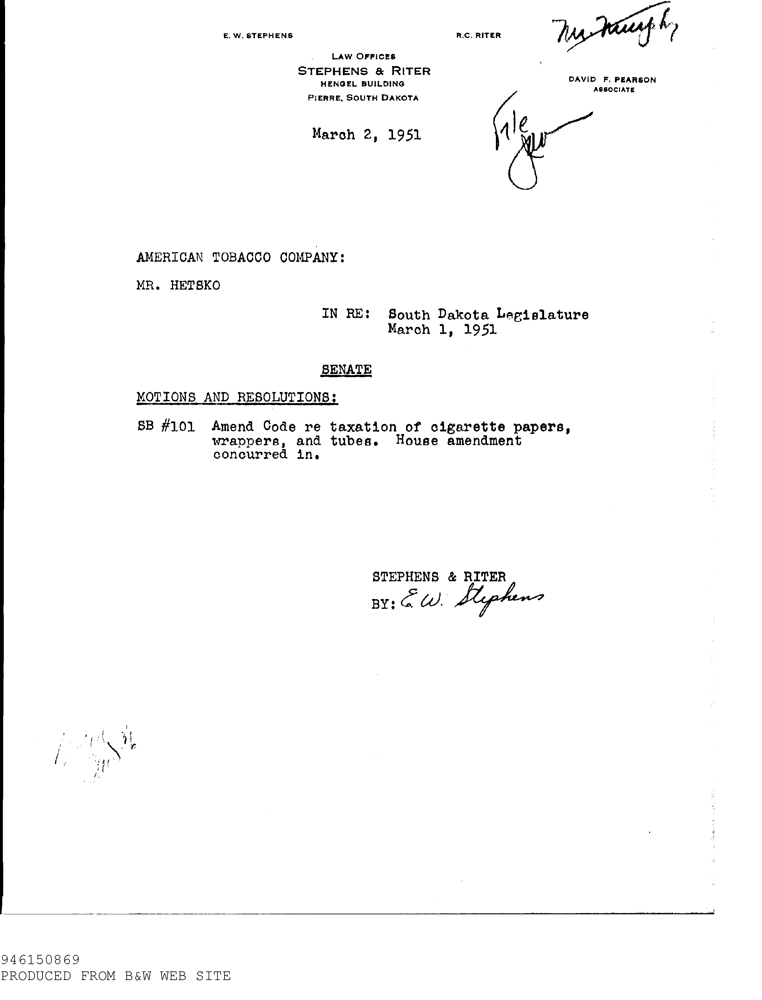 E. W. STEPHENS
R.C. RITER
LAW OFFICES
STEPHENS & RITER
HENGEL BUILDING
PIERRE, SOUTH DAKOTA
DAVID F. PEARSON
ASSOCIATE
Mr. Murphy
File
March 2, 1951
AMERICAN TOBACCO COMPANY:
MR. HETSKO
IN RE: South Dakota Legislature
March 1, 1951
SENATE
MOTIONS AND RESOLUTIONS:
SB #101 Amend Code re taxation of cigarette papers,
wrappers, and tubes. House amendment
concurred in.
STEPHENS & RITER
BY: E. W. Stephens
946150869
PRODUCED FROM B&W WEB SITE